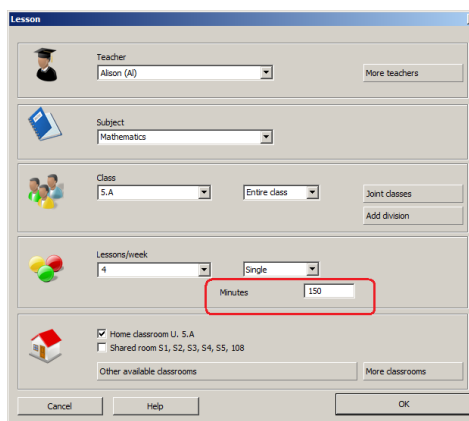 Lesson
Teacher
Alison (Al)
More teachers
Subject
Mathematics
Class
5.A Entire class
Joint classes
Add division
Lessons/week
4 Single
Minutes 150
Home classroom U. 5.A
Shared room S1, S2, S3, S4, S5, 108
Other available classrooms More classrooms
Cancel Help OK